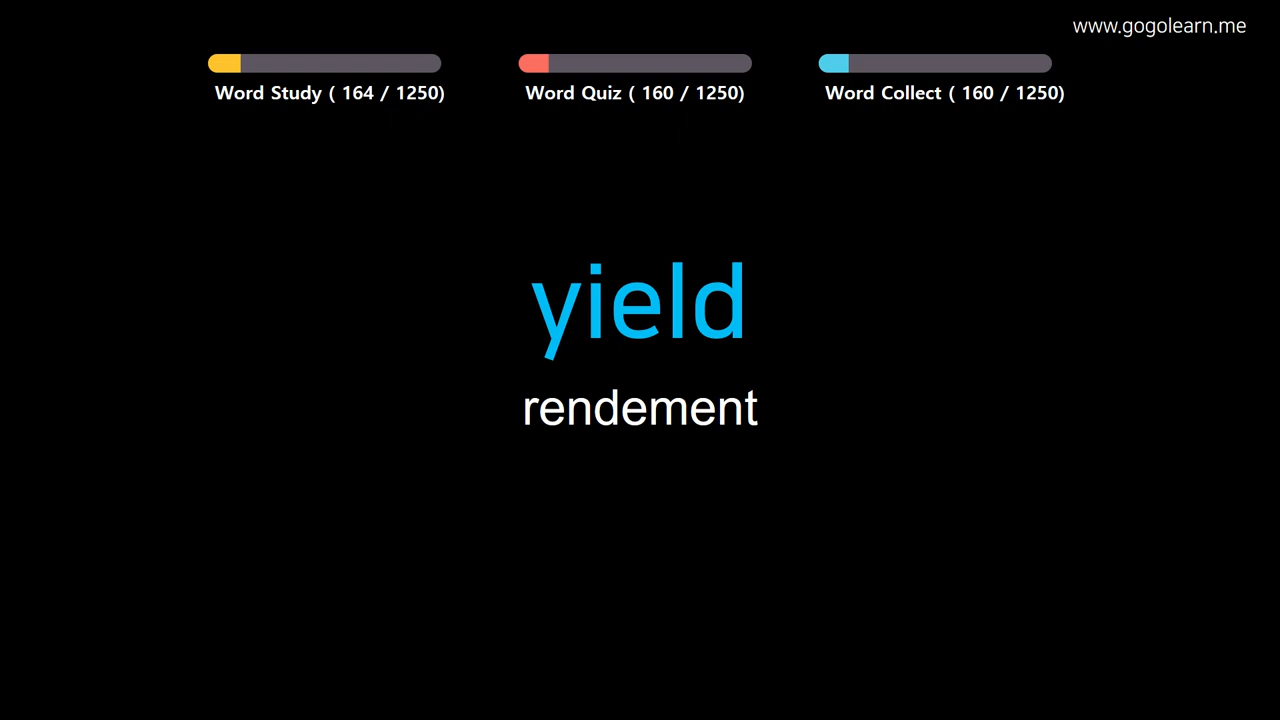 www.gogolearn.me
Word Study ( 164 / 1250)
Word Quiz ( 160 / 1250)
Word Collect ( 160 / 1250)
yield
rendement